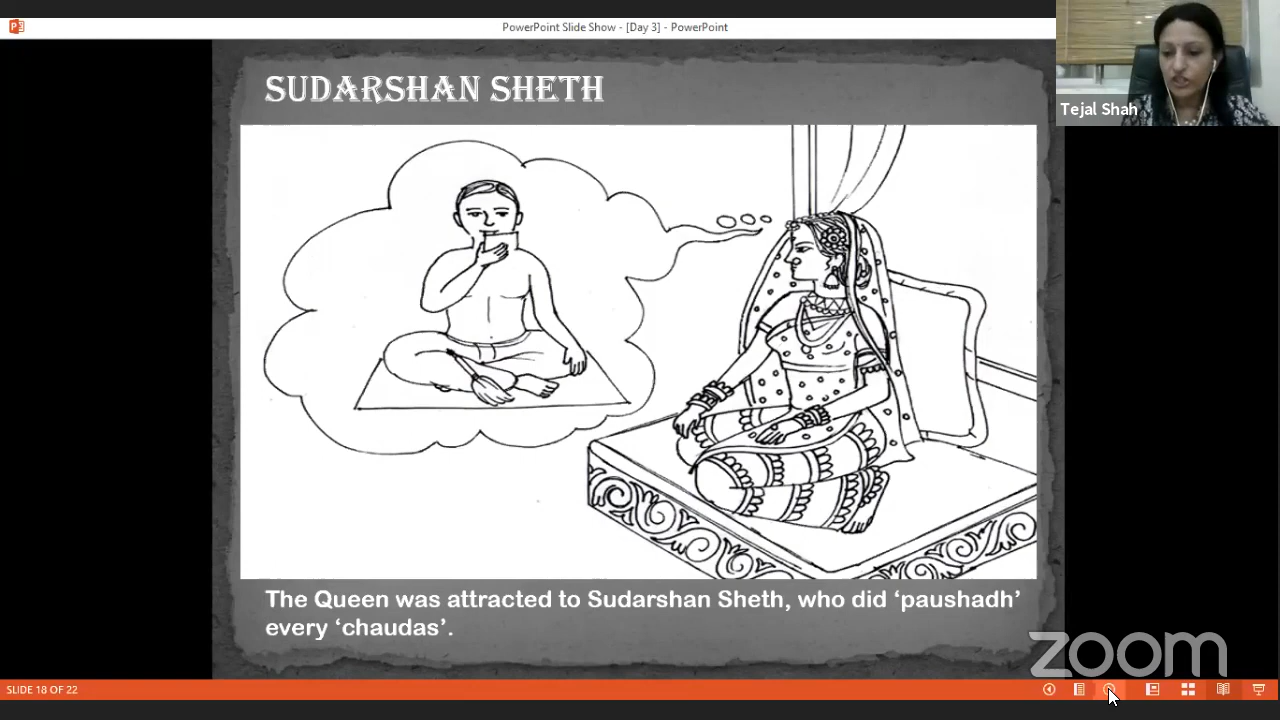 PowerPoint Slide Show - [Day 3] - PowerPoint
SUDARSHAN SHETH
Tejal Shah
The Queen was attracted to Sudarshan Sheth, who did ‘paushadh’
every ‘chaudas’.
zoom
SLIDE 18 OF 22